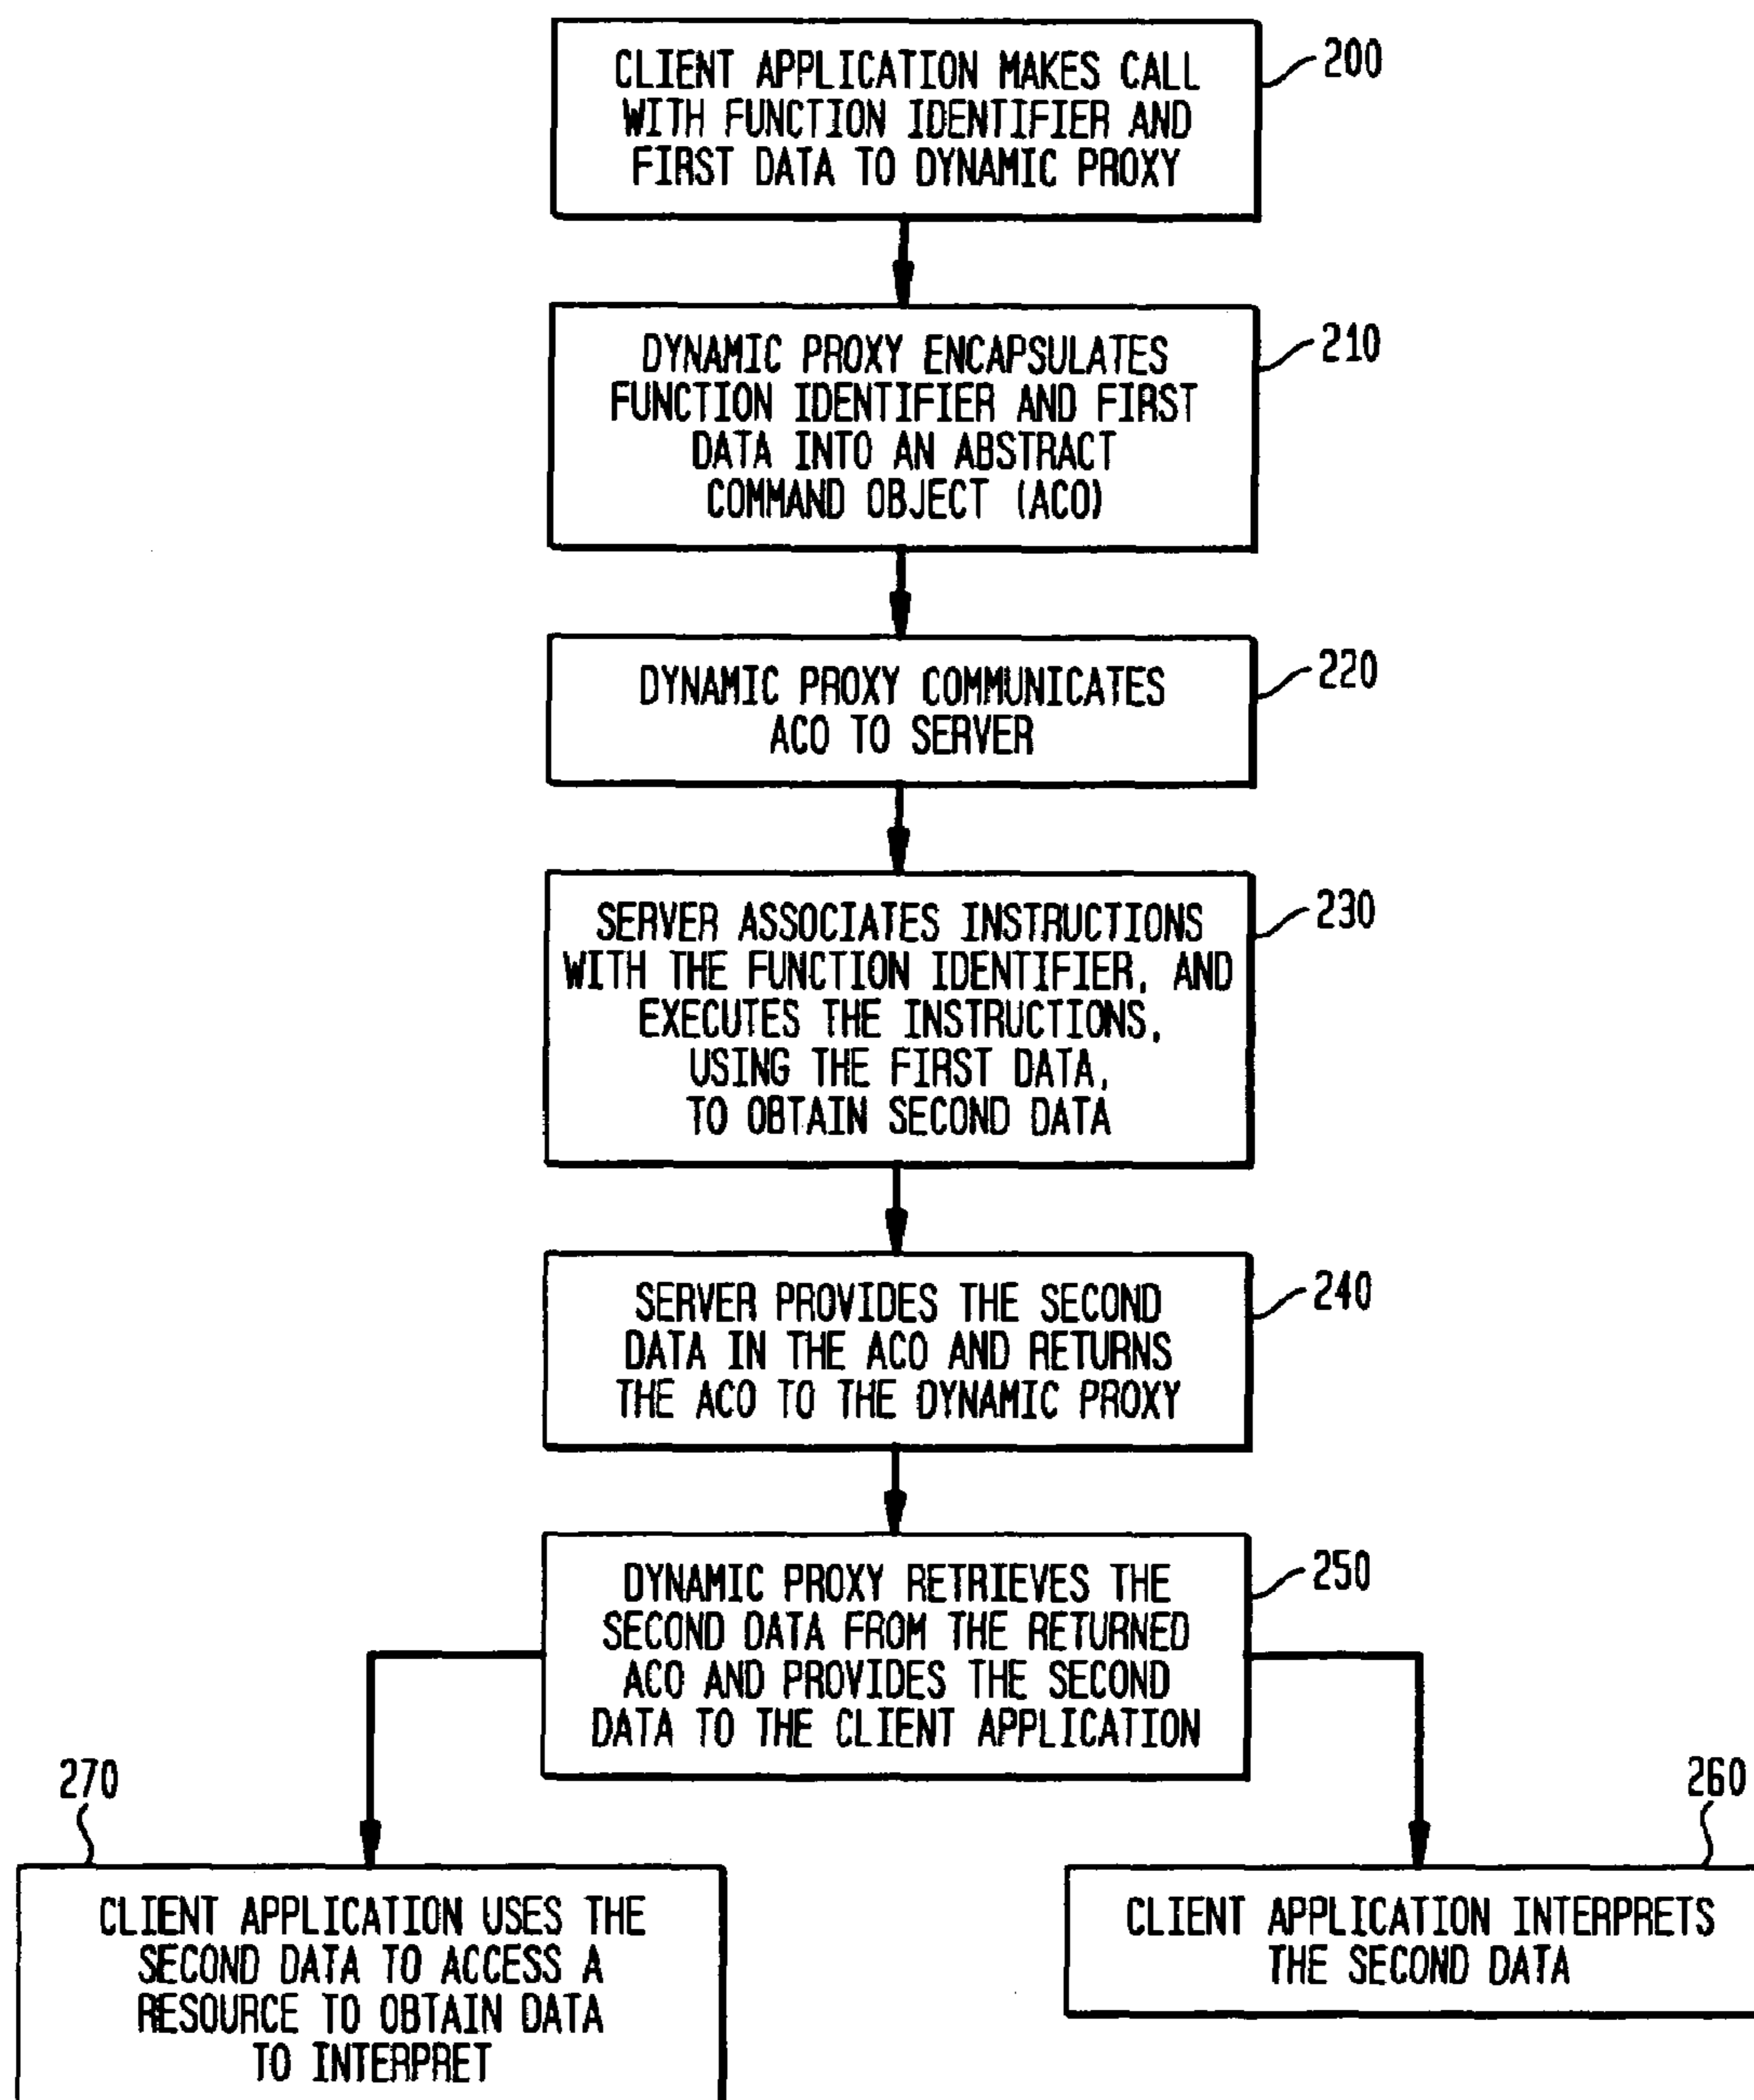 CLIENT APPLICATION MAKES CALL
WITH FUNCTION IDENTIFIER AND
FIRST DATA TO DYNAMIC PROXY
200
DYNAMIC PROXY ENCAPSULATES
FUNCTION IDENTIFIER AND FIRST
DATA INTO AN ABSTRACT
COMMAND OBJECT (ACO)
210
DYNAMIC PROXY COMMUNICATES
ACO TO SERVER
220
SERVER ASSOCIATES INSTRUCTIONS
WITH THE FUNCTION IDENTIFIER, AND
EXECUTES THE INSTRUCTIONS,
USING THE FIRST DATA,
TO OBTAIN SECOND DATA
230
SERVER PROVIDES THE SECOND
DATA IN THE ACO AND RETURNS
THE ACO TO THE DYNAMIC PROXY
240
DYNAMIC PROXY RETRIEVES THE
SECOND DATA FROM THE RETURNED
ACO AND PROVIDES THE SECOND
DATA TO THE CLIENT APPLICATION
250
270
CLIENT APPLICATION USES THE
SECOND DATA TO ACCESS A
RESOURCE TO OBTAIN DATA
TO INTERPRET
260
CLIENT APPLICATION INTERPRETS
THE SECOND DATA